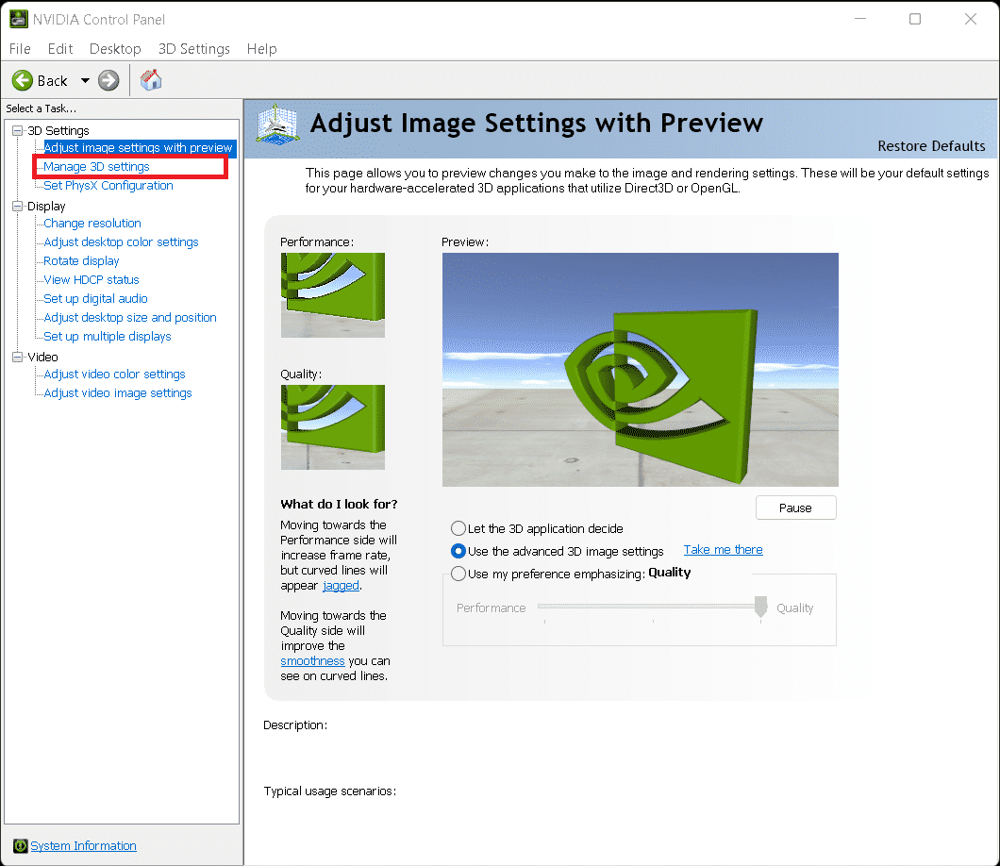 NVIDIA Control Panel
File Edit Desktop 3D Settings Help
Back
Select a Task...
3D Settings
Adjust image settings with preview
Manage 3D settings
Set PhysX Configuration
Display
Change resolution
Adjust desktop color settings
Rotate display
View HDCP status
Set up digital audio
Adjust desktop size and position
Set up multiple displays
Video
Adjust video color settings
Adjust video image settings
System Information
Adjust Image Settings with Preview
Restore Defaults
This page allows you to preview changes you make to the image and rendering settings. These will be your default settings
for your hardware-accelerated 3D applications that utilize Direct3D or OpenGL.
Performance:
Quality:
What do I look for?
Moving towards the
Performance side will
increase frame rate,
but curved lines will
appear jagged.
Moving towards the
Quality side will
improve the
smoothness you can
see on curved lines.
Preview:
Pause
Let the 3D application decide
Use the advanced 3D image settings Take me there
Use my preference emphasizing: Quality
Performance Quality
Description:
Typical usage scenarios: